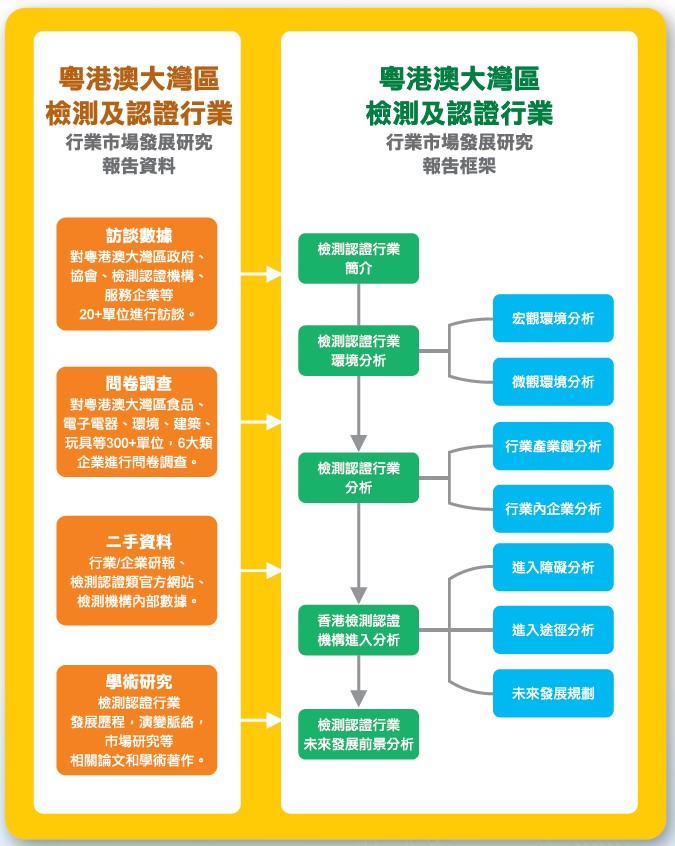 粵港澳大灣區
檢測及認證行業
行業市場發展研究
報告資料
訪談數據
對粵港澳大灣區政府、
協會、檢測認證機構、
服務企業等
20+單位進行訪談。
問卷調查
對粵港澳大灣區食品、
電子電器、環境、建築、
玩具等300+單位，6大類
企業進行問卷調查。
二手資料
行業/企業研報、
檢測認證類官方網站、
檢測機構內部數據。
學術研究
檢測認證行業
發展歷程，演變脈絡，
市場研究等
相關論文和學術著作。
粵港澳大灣區
檢測及認證行業
行業市場發展研究
報告框架
檢測認證行業
簡介
檢測認證行業
環境分析
宏觀環境分析
微觀環境分析
檢測認證行業
分析
行業產業鏈分析
行業內企業分析
香港檢測認證
機構進入分析
進入障礙分析
進入途徑分析
未來發展規劃
檢測認證行業
未來發展前景分析